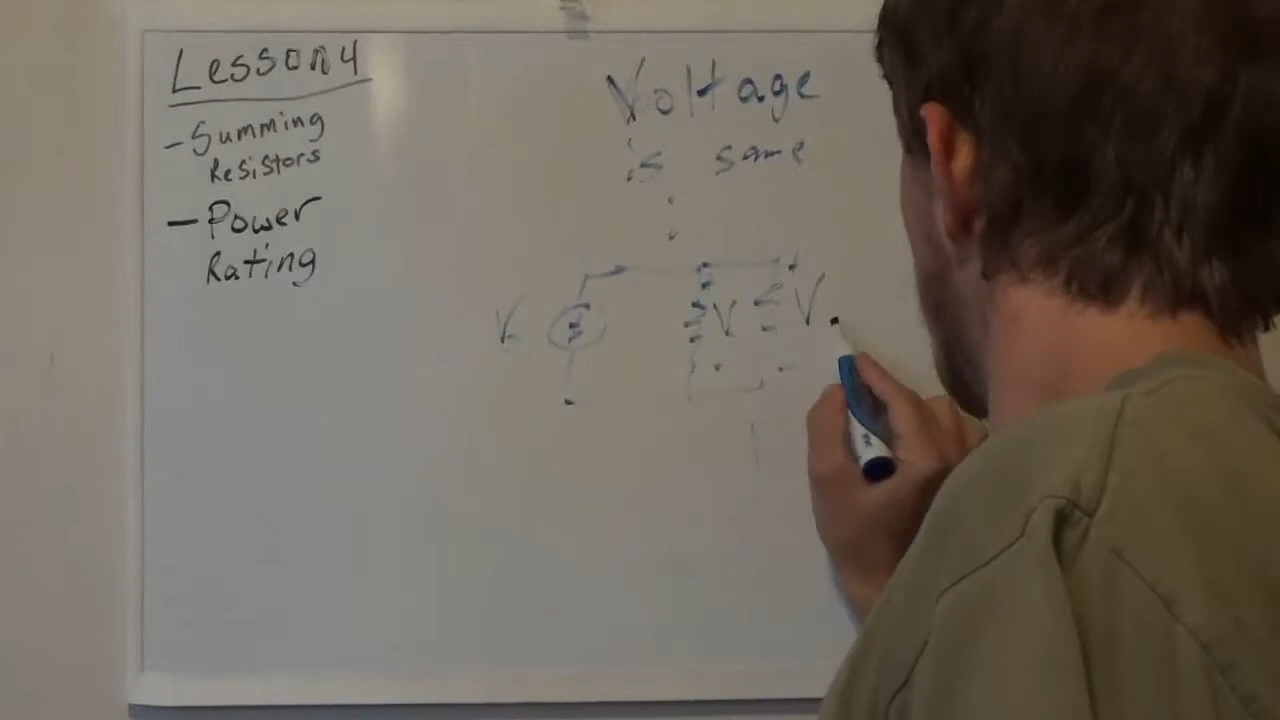 Lesson 4
- Summing
Resistors
- Power
Rating
Voltage
is same
V
V
V